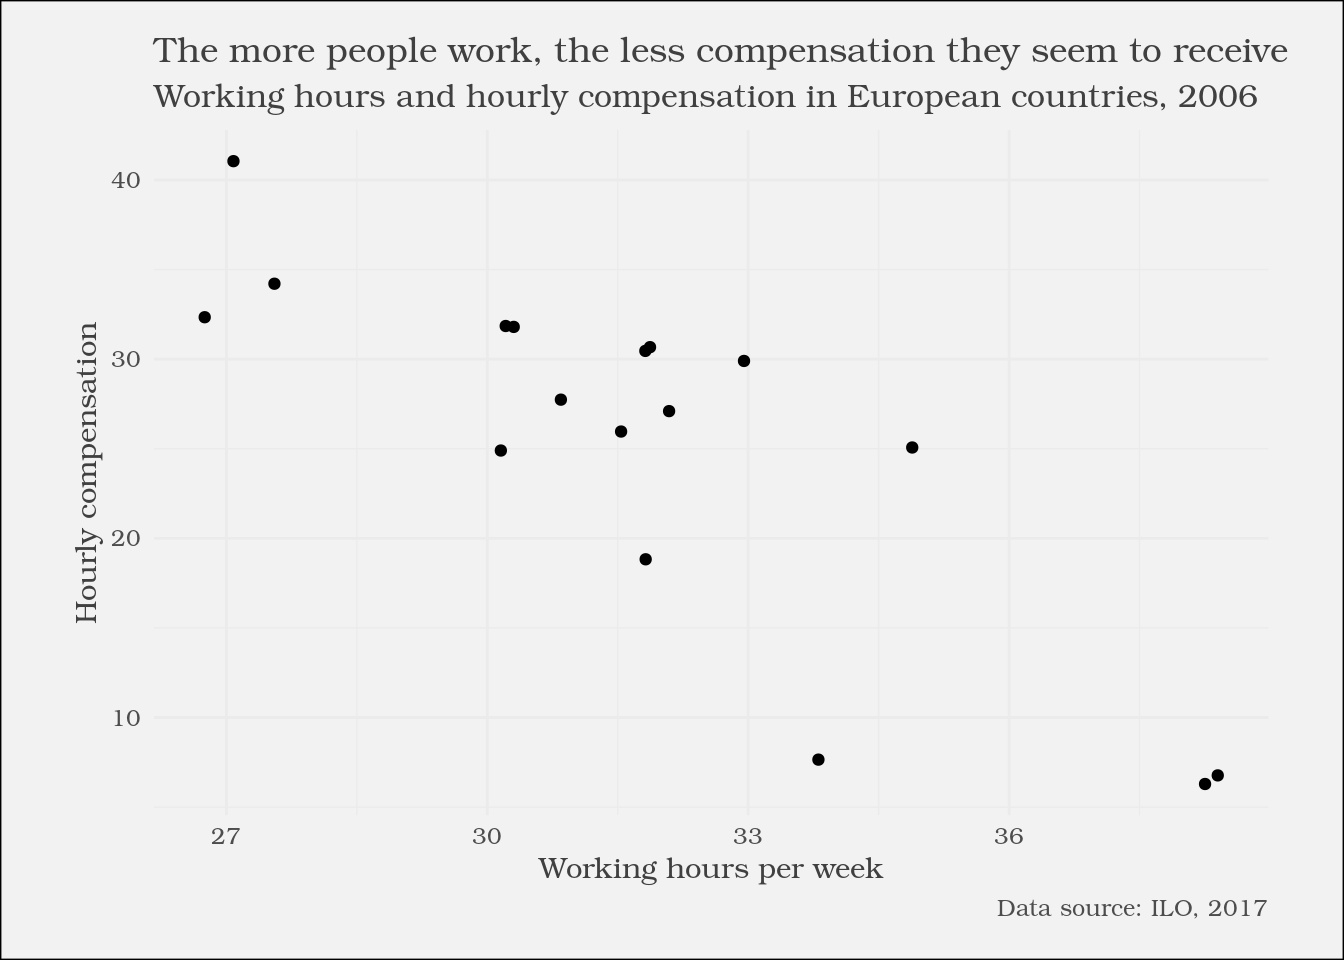 The more people work, the less compensation they seem to receive
Working hours and hourly compensation in European countries, 2006
40
30
20
10
Hourly compensation
27 30 33 36
Working hours per week
Data source: ILO, 2017